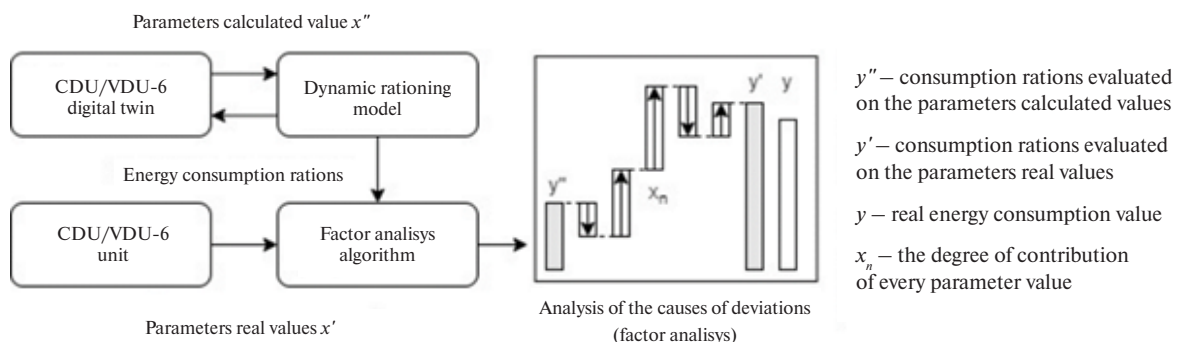 Parameters calculated value x″
CDU/VDU-6
digital twin
Dynamic rationing
model
Energy consumption rations
CDU/VDU-6
unit
Factor analisys
algorithm
Parameters real values x′
y″
xn
y′
y
Analysis of the causes of deviations
(factor analisys)
y″ – consumption rations evaluated
on the parameters calculated values
y′ – consumption rations evaluated
on the parameters real values
y – real energy consumption value
xn – the degree of contribution
of every parameter value